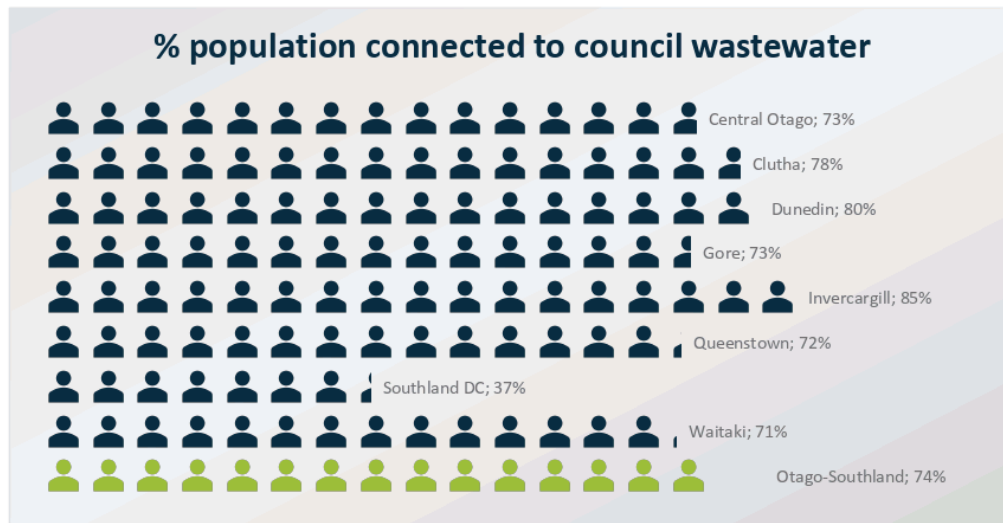 % population connected to council wastewater
Central Otago; 73%
Clutha; 78%
Dunedin; 80%
Gore; 73%
Invercargill; 85%
Queenstown; 72%
Southland DC; 37%
Waitaki; 71%
Otago-Southland; 74%